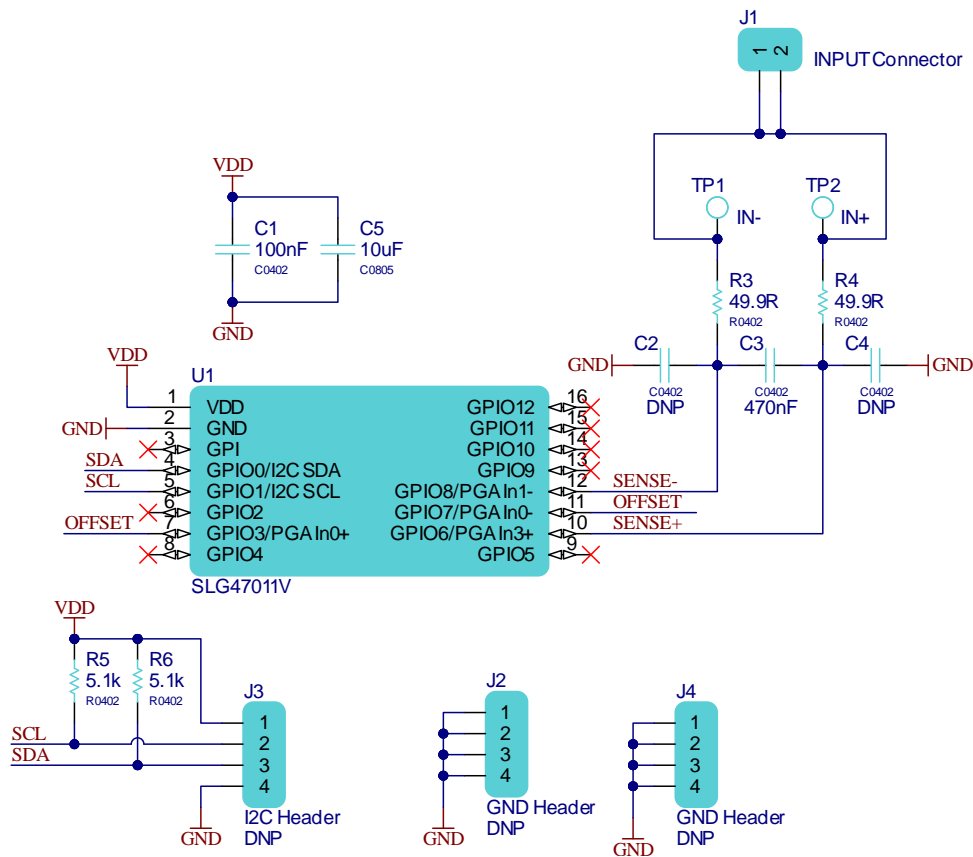 J1
1 2
INPUT Connector
VDD
C1
100nF
C0402
C5
10uF
C0805
GND
TP1
IN-
TP2
IN+
R3
49.9R
R0402
R4
49.9R
R0402
GND
C2
C0402
DNP
C3
C0402
470nF
C4
C0402
DNP
GND
VDD
U1
1 VDD
GND 2 GND
3 GPI
SDA 4 GPIO0/I2C SDA
SCL 5 GPIO1/I2C SCL
6 GPIO2
OFFSET 7 GPIO3/PGA In0+
8 GPIO4
GPIO12 16
GPIO11 15
GPIO10 14
GPIO9 13
GPIO8/PGA In1- 12 SENSE-
GPIO7/PGA In0- 11 OFFSET
GPIO6/PGA In3+ 10 SENSE+
GPIO5 9
SLG47011V
VDD
R5
5.1k
R0402
R6
5.1k
R0402
SCL
SDA
J3
1
2
3
4
GND
I2C Header
DNP
J2
1
2
3
4
GND
GND Header
DNP
J4
1
2
3
4
GND
GND Header
DNP